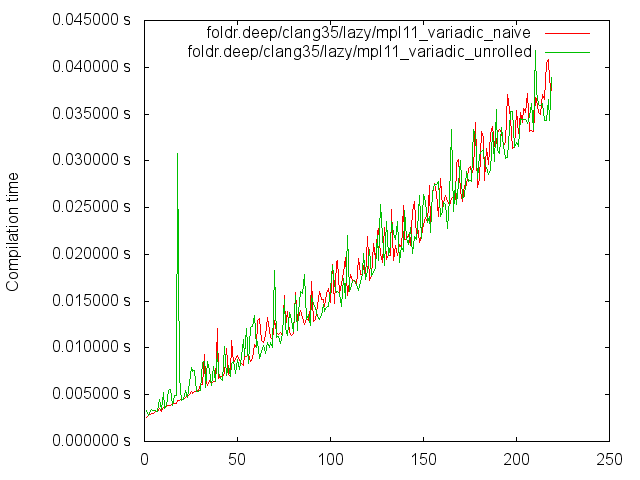 0.045000 s
foldr.deep/clang35/lazy/mpl11_variadic_naive
foldr.deep/clang35/lazy/mpl11_variadic_unrolled
0.040000 s
0.035000 s
0.030000 s
0.025000 s
0.020000 s
0.015000 s
0.010000 s
0.005000 s
0.000000 s
Compilation time
0 50 100 150 200 250